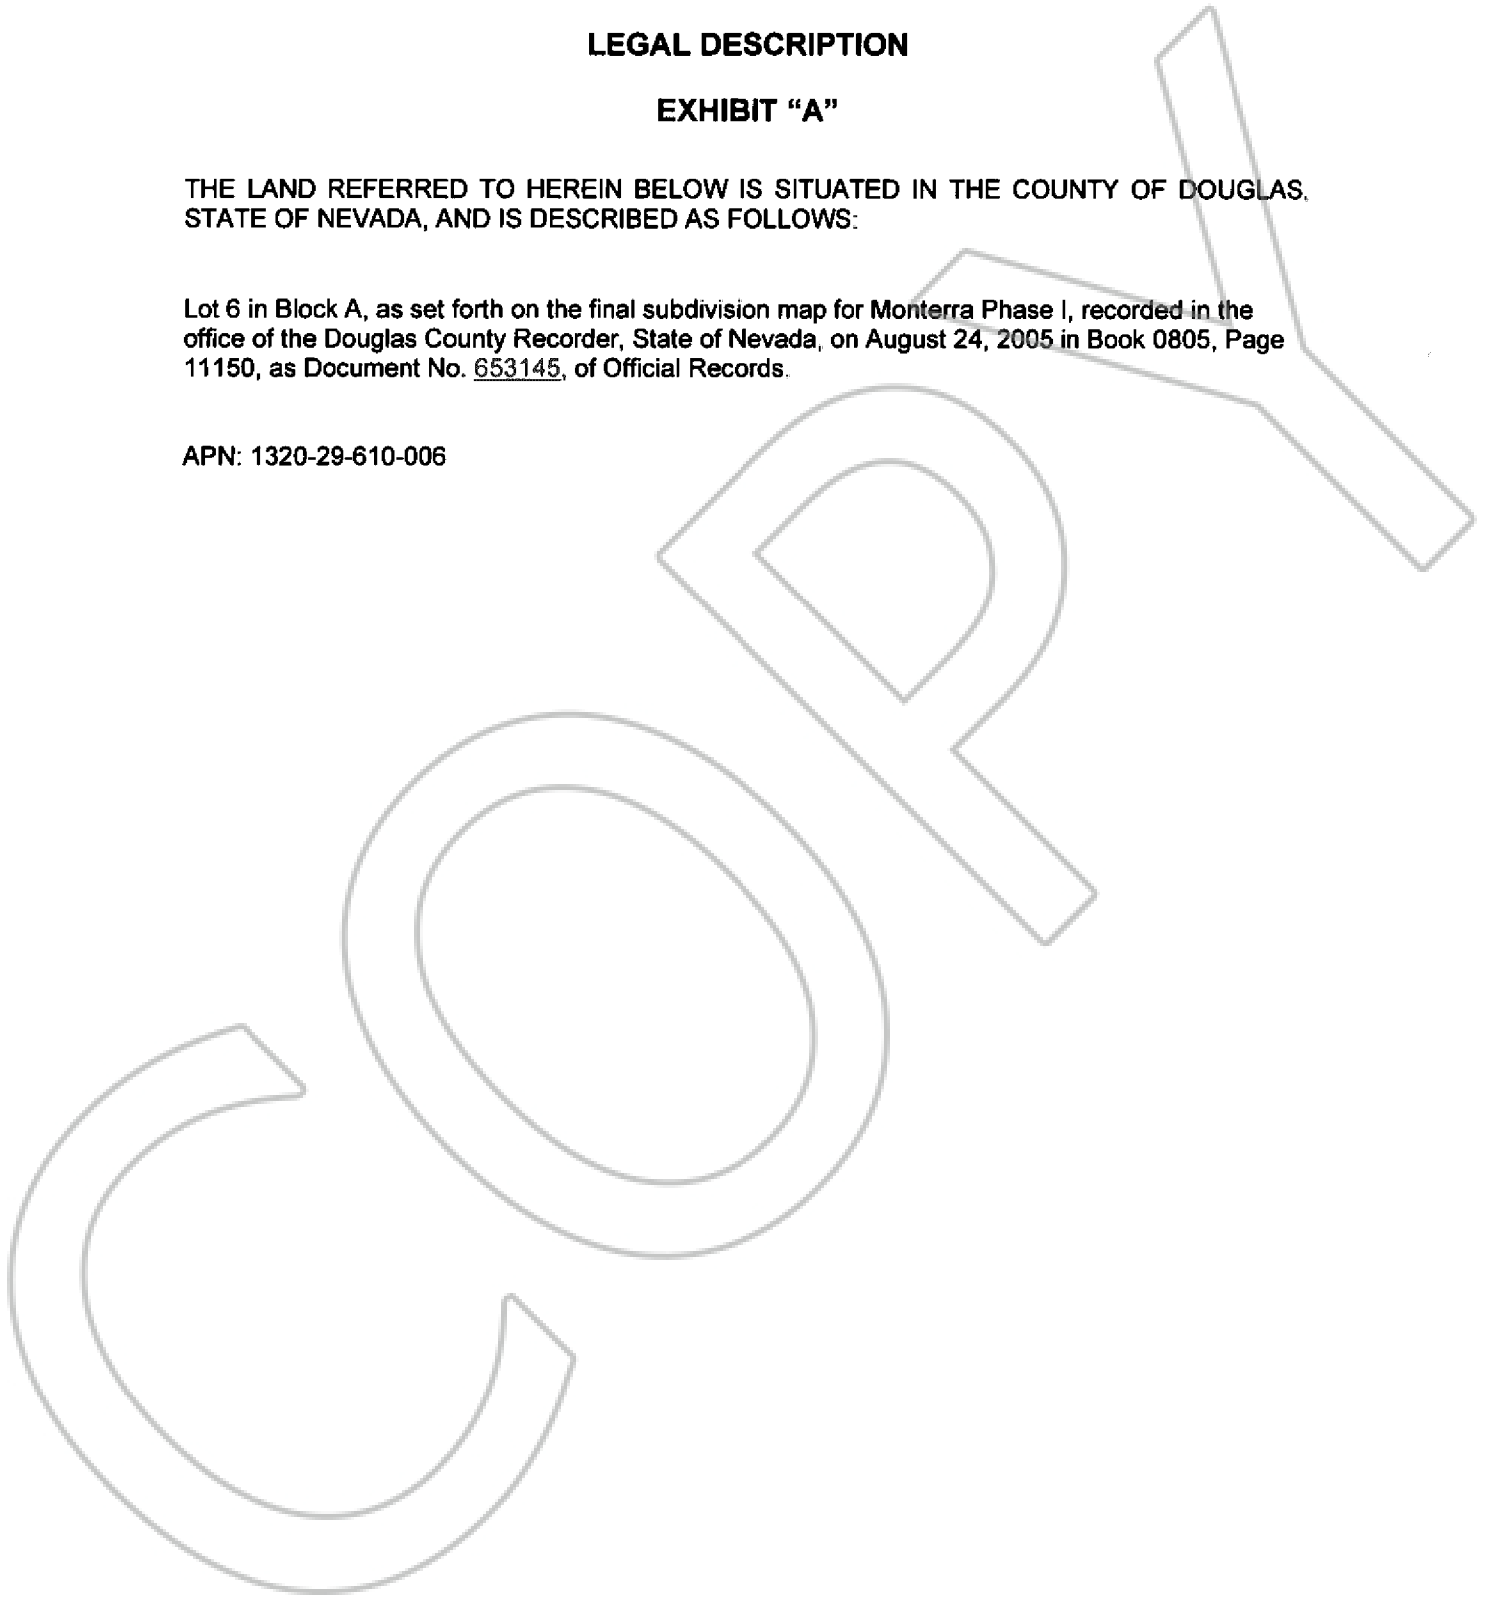 LEGAL DESCRIPTION
EXHIBIT “A”
THE LAND REFERRED TO HEREIN BELOW IS SITUATED IN THE COUNTY OF DOUGLAS,
STATE OF NEVADA, AND IS DESCRIBED AS FOLLOWS:
Lot 6 in Block A, as set forth on the final subdivision map for Monterra Phase I, recorded in the
office of the Douglas County Recorder, State of Nevada, on August 24, 2005 in Book 0805, Page
11150, as Document No. 653145, of Official Records.
APN: 1320-29-610-006
COPY